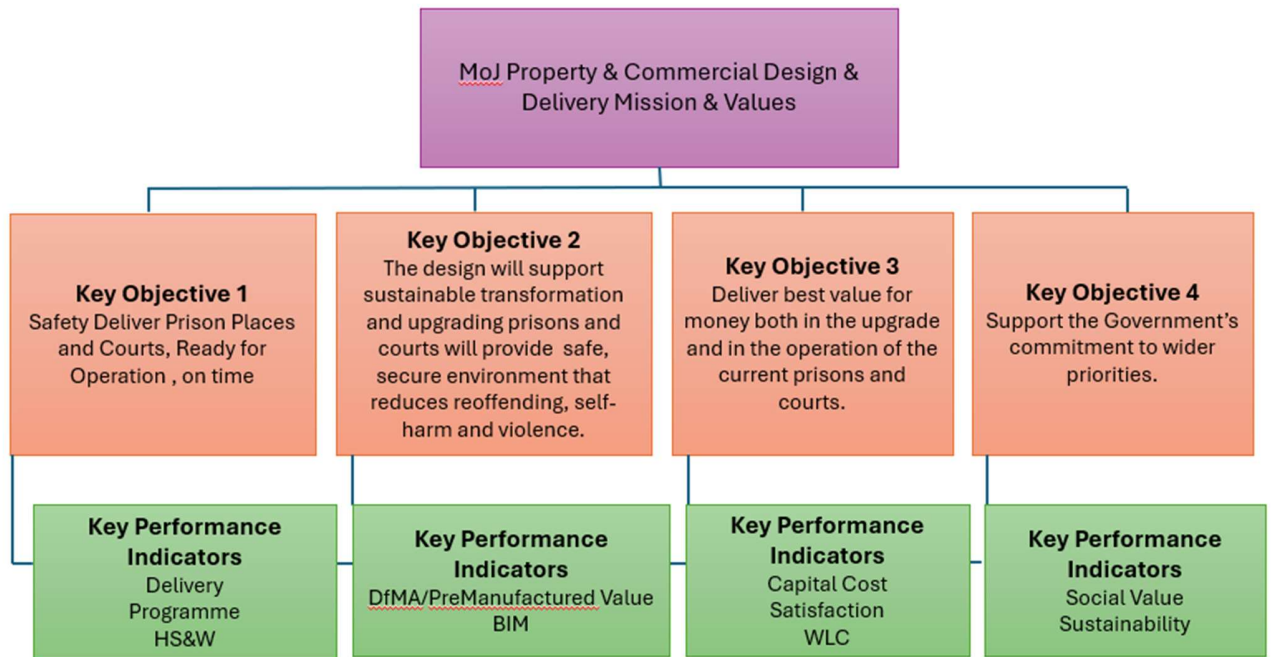 MoJ Property & Commercial Design &
Delivery Mission & Values
Key Objective 1
Safety Deliver Prison Places
and Courts, Ready for
Operation , on time
Key Objective 2
The design will support
sustainable transformation
and upgrading prisons and
courts will provide  safe,
secure environment that
reduces reoffending, self-
harm and violence.
Key Objective 3
Deliver best value for
money both in the upgrade
and in the operation of the
current prisons and
courts.
Key Objective 4
Support the Government's
commitment to wider
priorities.
Key Performance
Indicators
Delivery
Programme
HS&W
Key Performance
Indicators
DfMA/PreManufactured Value
BIM
Key Performance
Indicators
Capital Cost
Satisfaction
WLC
Key Performance
Indicators
Social Value
Sustainability